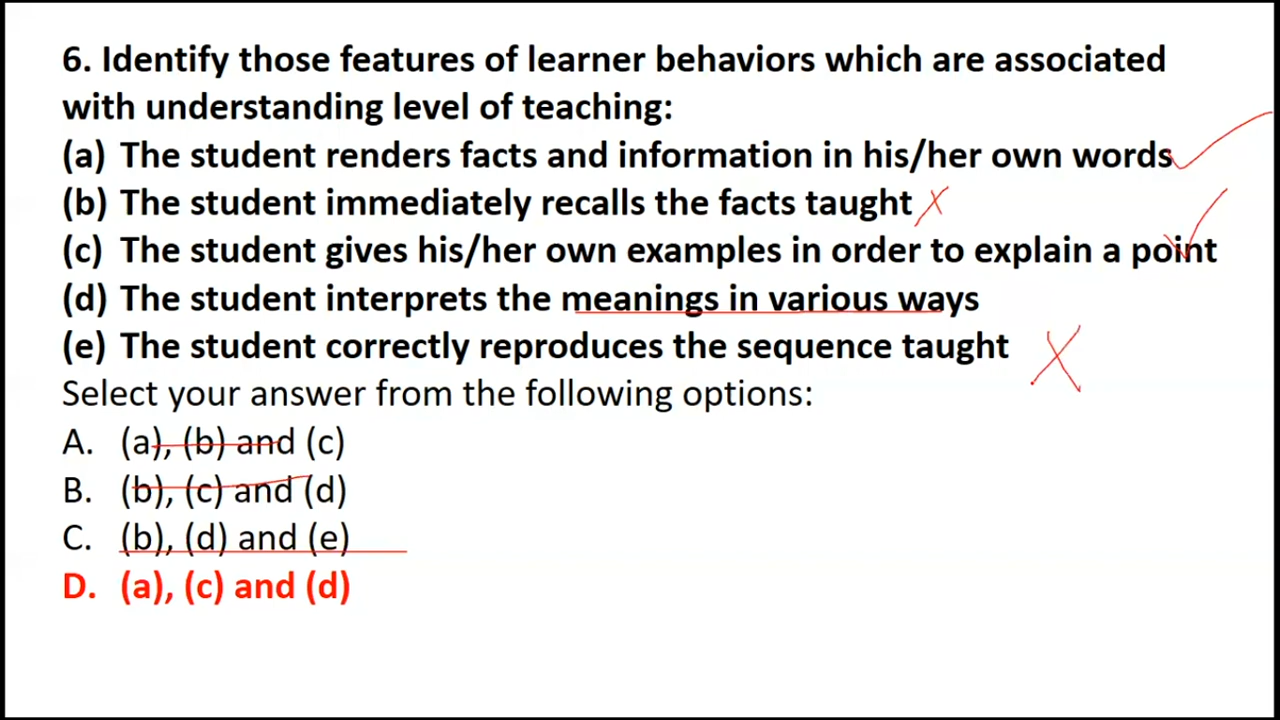 6. Identify those features of learner behaviors which are associated
with understanding level of teaching:
(a) The student renders facts and information in his/her own words
(b) The student immediately recalls the facts taught
(c) The student gives his/her own examples in order to explain a point
(d) The student interprets the meanings in various ways
(e) The student correctly reproduces the sequence taught
Select your answer from the following options:
A. (a), (b) and (c)
B. (b), (c) and (d)
C. (b), (d) and (e)
D. (a), (c) and (d)